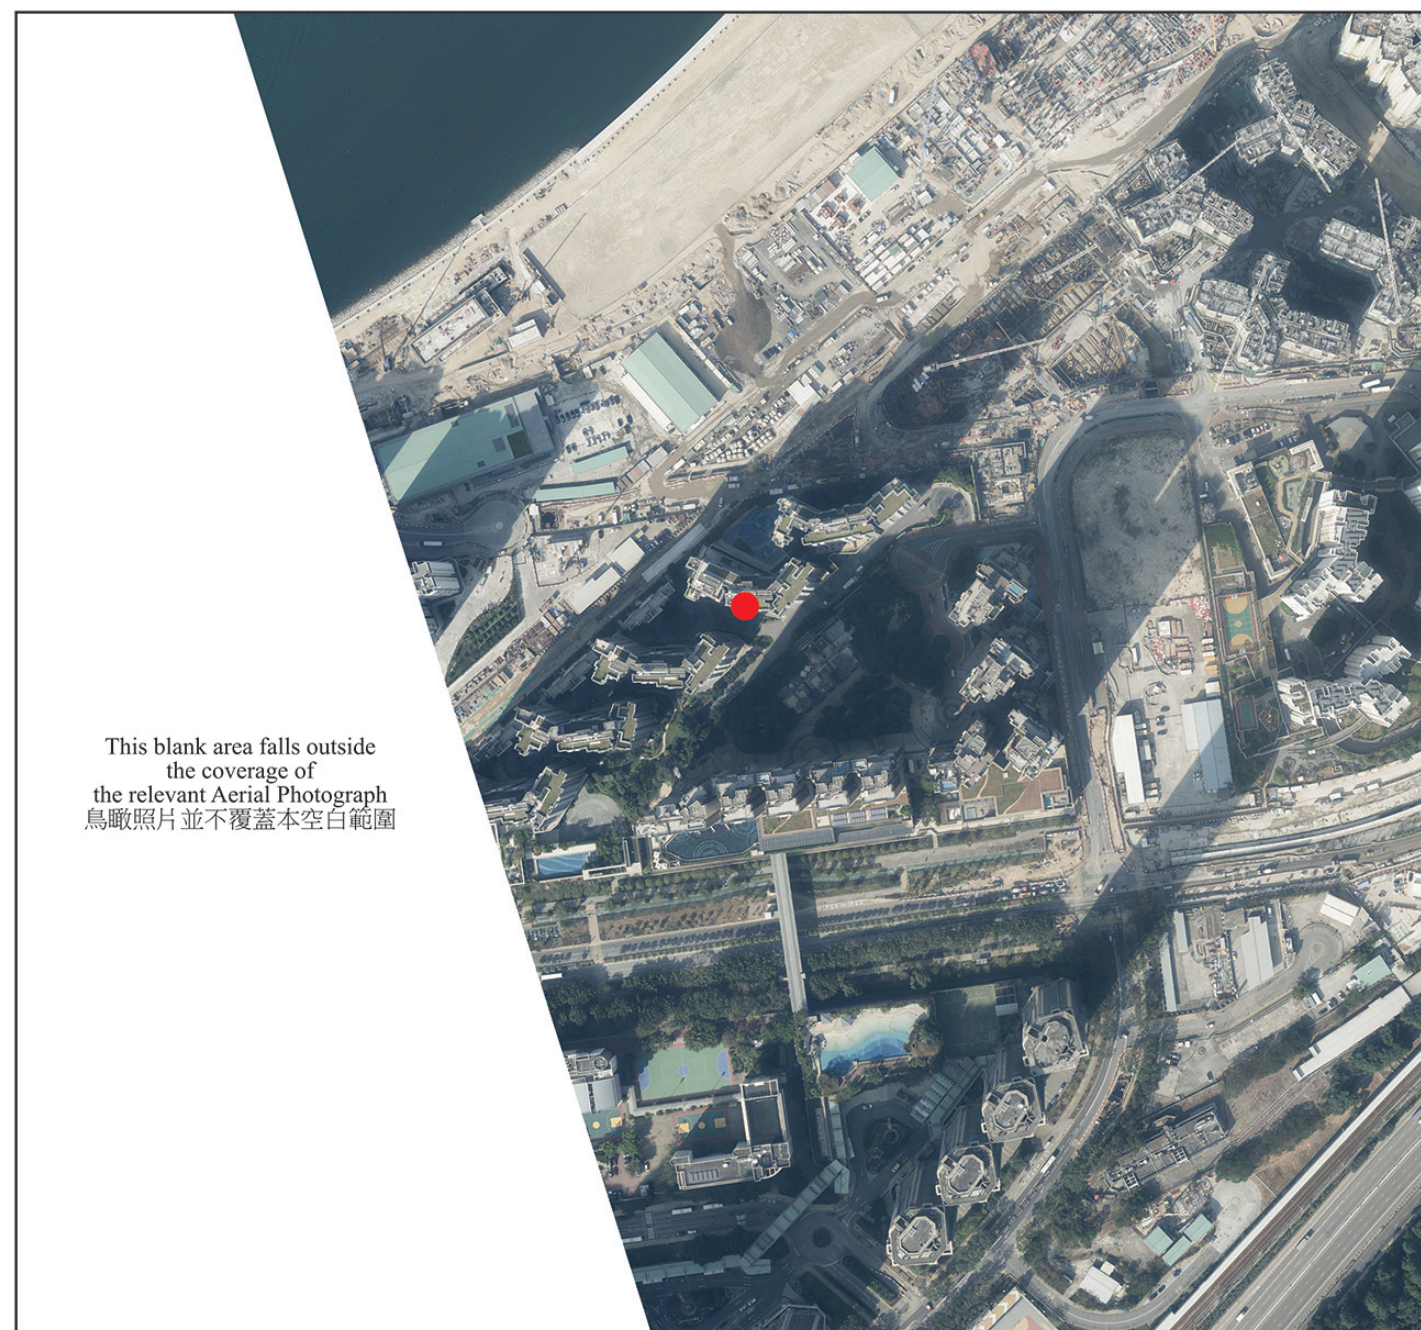 This blank area falls outside
the coverage of
the relevant Aerial Photograph
鳥瞰照片並不覆蓋本空白範圍